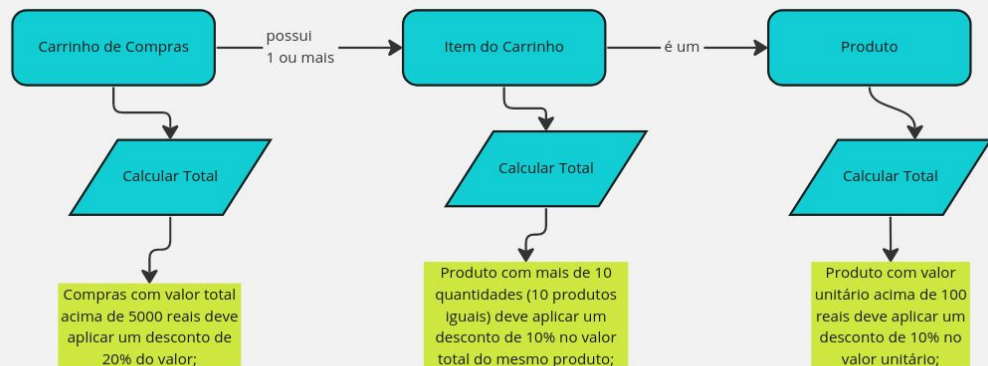 Carrinho de Compras
possui
1 ou mais
Item do Carrinho
é um
Produto
Calcular Total
Calcular Total
Calcular Total
Compras com valor total
acima de 5000 reais deve
aplicar um desconto de
20% do valor;
Produto com mais de 10
quantidades (10 produtos
iguais) deve aplicar um
desconto de 10% no valor
total do mesmo produto;
Produto com valor
unitário acima de 100
reais deve aplicar um
desconto de 10% no
valor unitário;